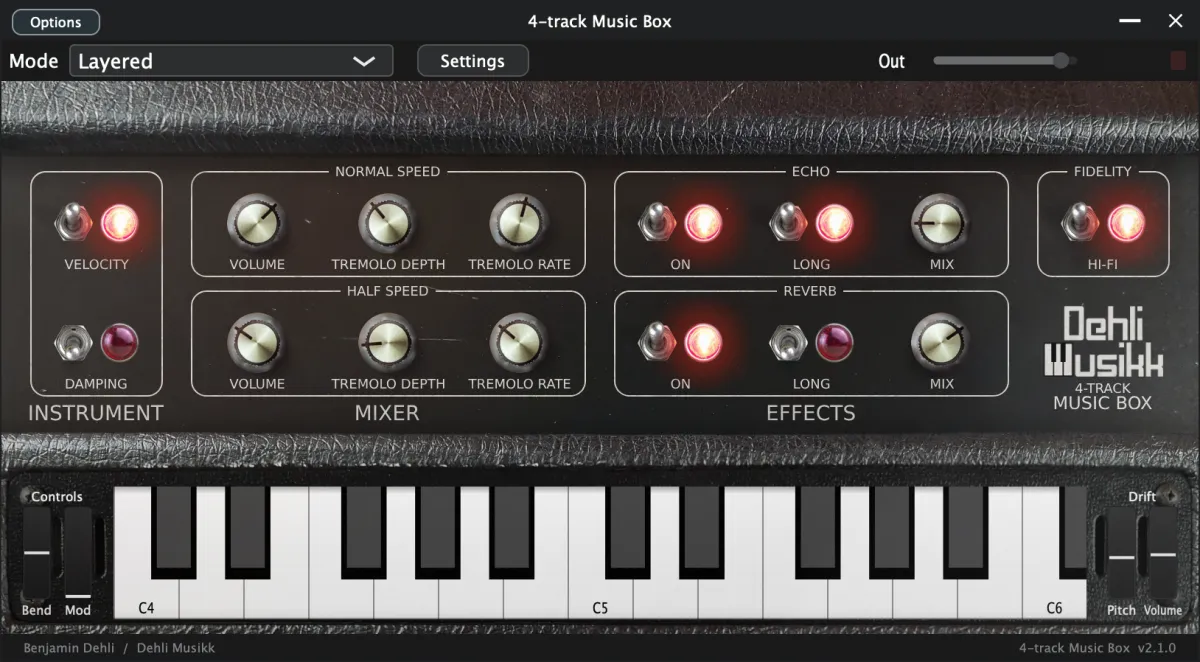 Options
4-track Music Box
Mode
Layered
Settings
Out
NORMAL SPEED
ECHO
FIDELITY
VELOCITY
VOLUME
TREMOLO DEPTH
TREMOLO RATE
ON
LONG
MIX
HI-FI
HALF SPEED
REVERB
DAMPING
VOLUME
TREMOLO DEPTH
TREMOLO RATE
ON
LONG
MIX
Dehli
Musikk
4-TRACK
MUSIC BOX
INSTRUMENT
MIXER
EFFECTS
Controls
Drift
C4
C5
C6
Bend
Mod
Pitch
Volume
Benjamin Dehli / Dehli Musikk
4-track Music Box v2.1.0